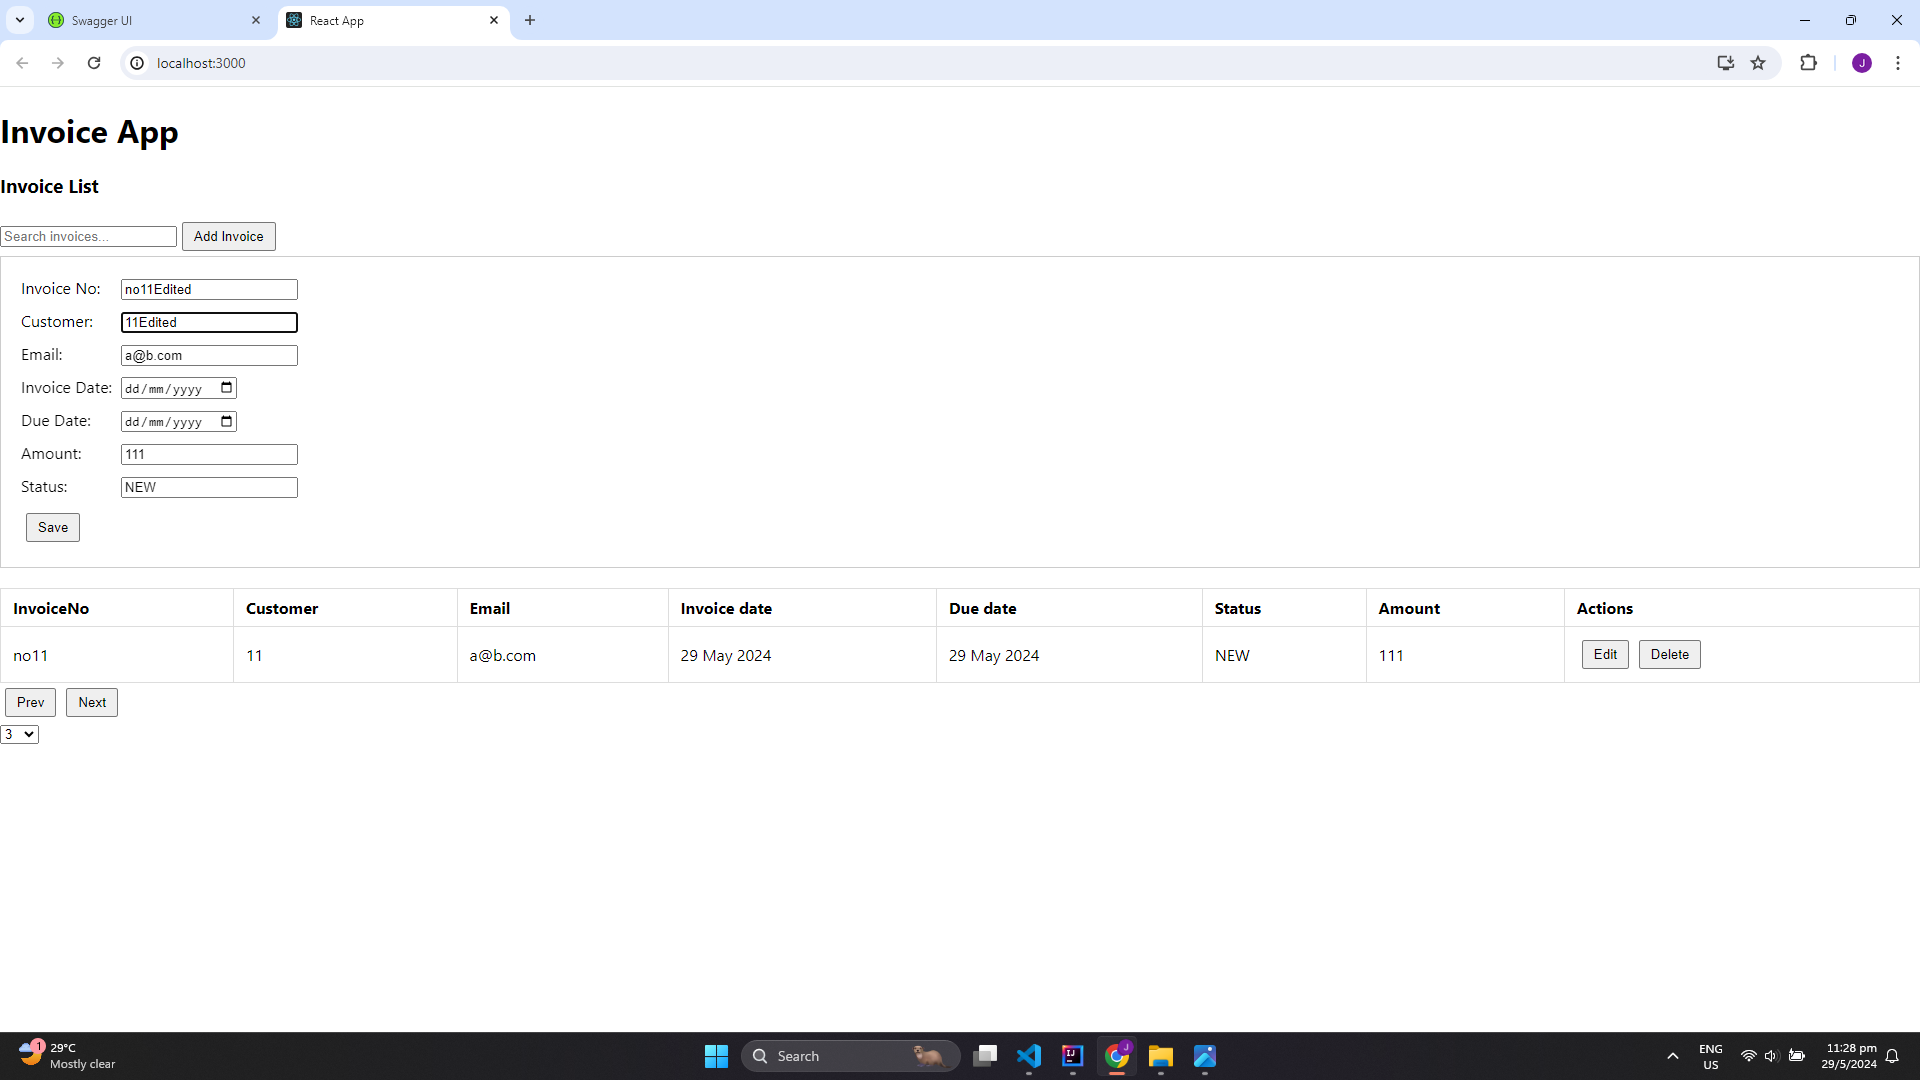 Swagger UI
React App
localhost:3000
J
Invoice App
Invoice List
Search invoices...
Add Invoice
Invoice No: no11Edited
Customer: 11Edited
Email: a@b.com
Invoice Date: dd/mm/yyyy
Due Date: dd/mm/yyyy
Amount: 111
Status: NEW
Save
InvoiceNo Customer Email Invoice date Due date Status Amount Actions
no11 11 a@b.com 29 May 2024 29 May 2024 NEW 111 Edit Delete
Prev Next
3
1
29°C
Mostly clear
Search
IJ
J
ENG
US
11:28 pm
29/5/2024